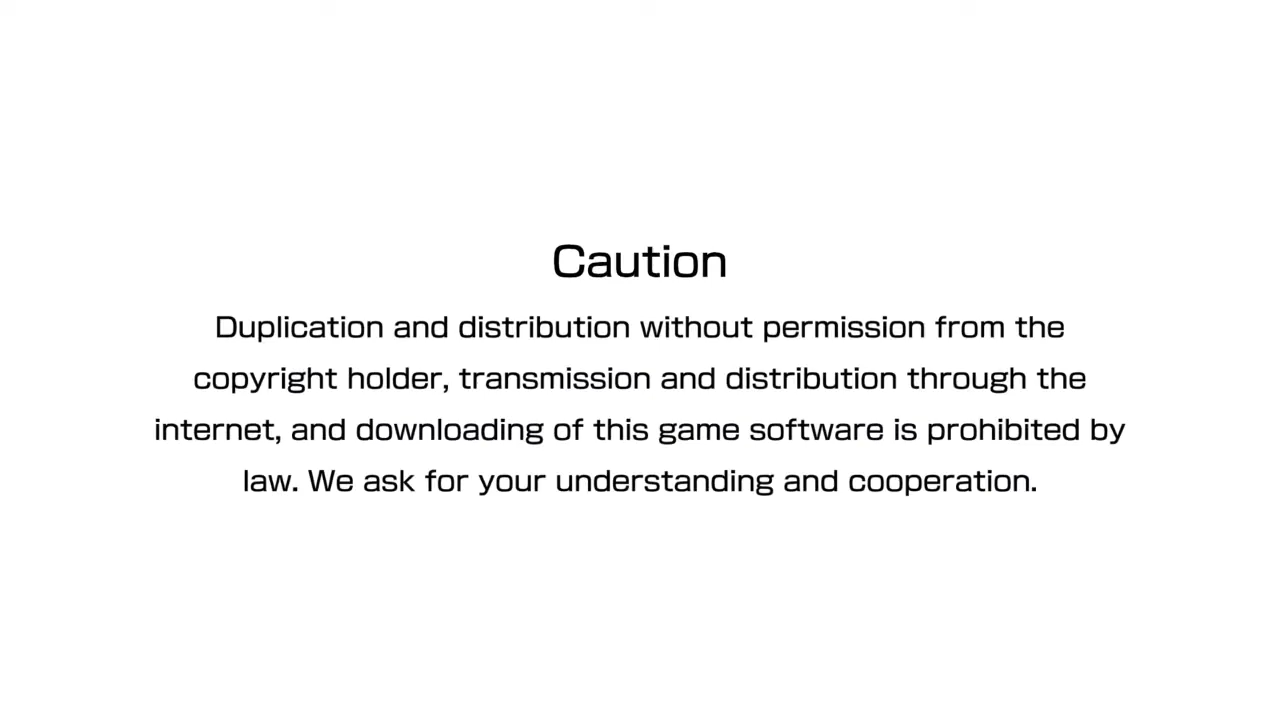 Caution
Duplication and distribution without permission from the
copyright holder, transmission and distribution through the
internet, and downloading of this game software is prohibited by
law. We ask for your understanding and cooperation.